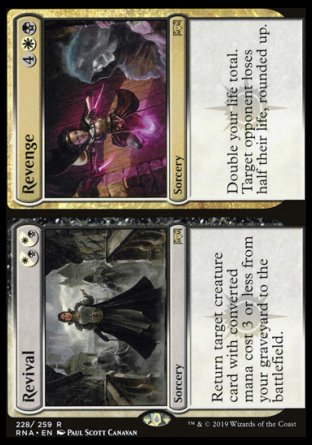 Revenge
4
Sorcery
Double your life total.
Target opponent loses
half their life, rounded up.
Revival
Sorcery
Return target creature
card with converted
mana cost 3 or less from
your graveyard to the
battlefield.
228/259 R
RNA • EN Paul Scott Canavan
™ & © 2019 Wizards of the Coast